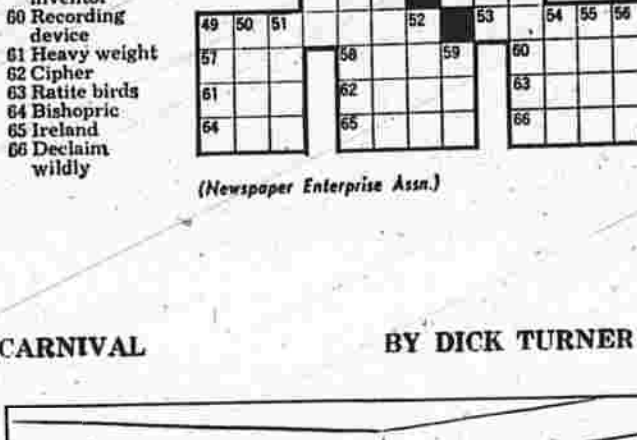 inventor
60 Recording
device
61 Heavy weight
62 Cipher
63 Ratite birds
64 Bishopric
65 Ireland
66 Declaim
wildly
49 50 51 52 53 54 55 56
57 58 59 60
61 62 63
64 65 66
(Newspaper Enterprise Assn.)
CARNIVAL BY DICK TURNER